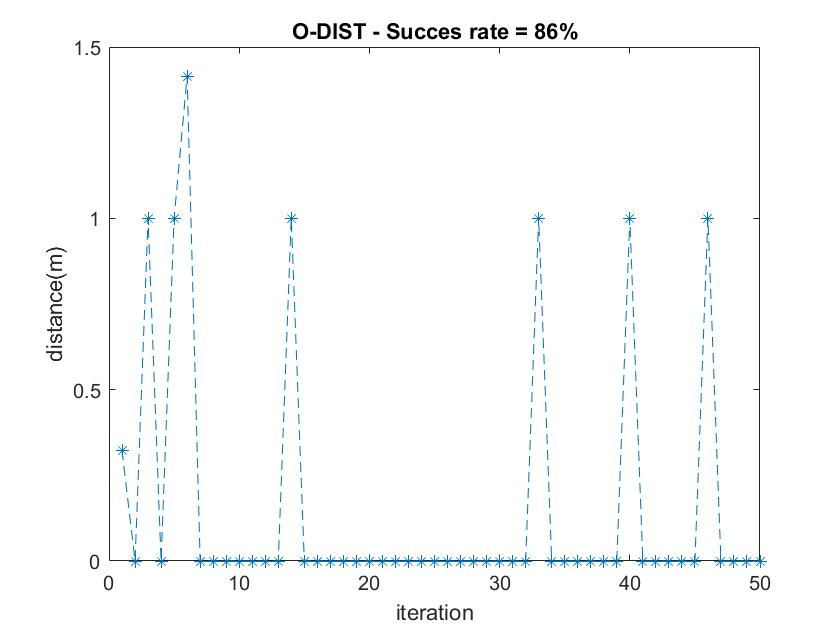 O-DIST - Succes rate = 86%
1.5
1
0.5
0
distance(m)
0 10 20 30 40 50
iteration